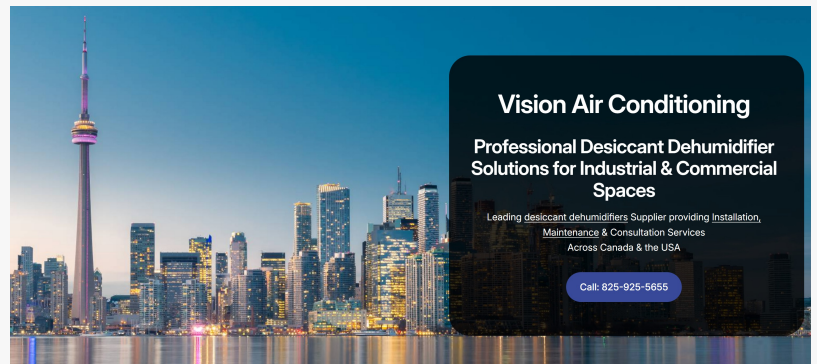 Vision Air Conditioning
Professional Desiccant Dehumidifier
Solutions for Industrial & Commercial
Spaces
Leading desiccant dehumidifiers Supplier providing Installation,
Maintenance & Consultation Services
Across Canada & the USA
Call: 825-925-5655